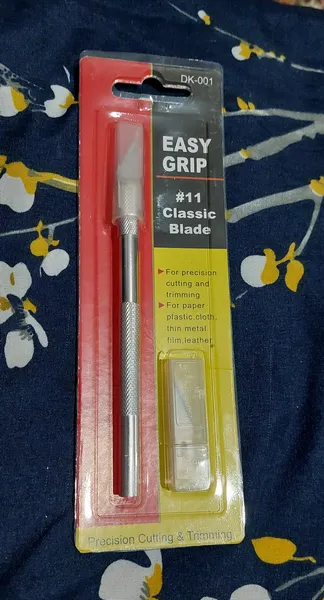 DK-001
EASY
GRIP
#11
Classic
Blade
For precision
cutting and
trimming
For paper
plastic,cloth,
thin metal
film,leather
Precision Cutting & Trimming